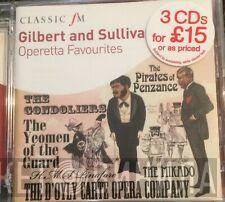 CLASSIC fM
Gilbert and Sulliva
Operetta Favourites
3 CDs
for £15
or as priced
The Pirates of
Penzance
THE GONDOLIERS
The Yeomen of
the Guard
H.M.S. Pinafore
THE MIKADO
THE D'OYLY CARTE OPERA COMPANY